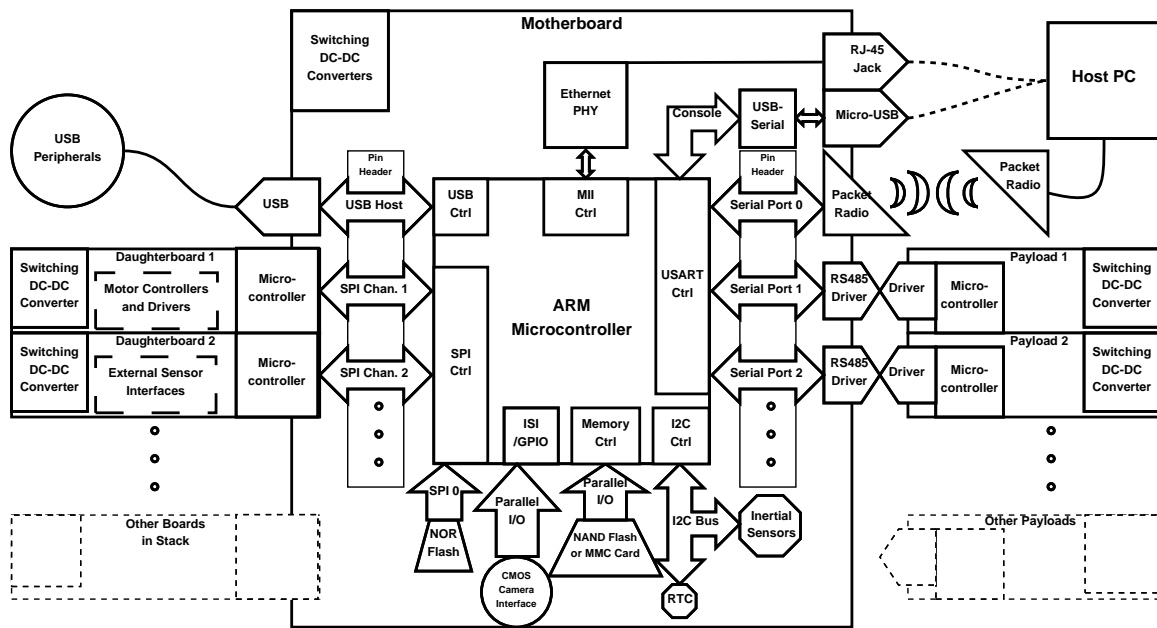 Motherboard
Switching
DC-DC
Converters
RJ-45
Jack
Host PC
Ethernet
PHY
Console
USB-
Serial
Micro-USB
USB
Peripherals
Pin
Header
Pin
Header
Packet
Radio
Packet
Radio
USB
USB Host
USB
Ctrl
MII
Ctrl
Serial Port 0
Daughterboard 1
Switching
DC-DC
Converter
Motor Controllers
and Drivers
Micro-
controller
SPI Chan. 1
ARM
Microcontroller
USART
Ctrl
Serial Port 1
RS485
Driver
Driver
Payload 1
Micro-
controller
Switching
DC-DC
Converter
Daughterboard 2
Switching
DC-DC
Converter
External Sensor
Interfaces
Micro-
controller
SPI Chan. 2
SPI
Ctrl
Serial Port 2
RS485
Driver
Driver
Payload 2
Micro-
controller
Switching
DC-DC
Converter
ISI
/GPIO
Memory
Ctrl
I2C
Ctrl
SPI 0
Parallel
I/O
Parallel
I/O
I2C Bus
Inertial
Sensors
NOR
Flash
NAND Flash
or MMC Card
CMOS
Camera
Interface
RTC
Other Boards
in Stack
Other Payloads